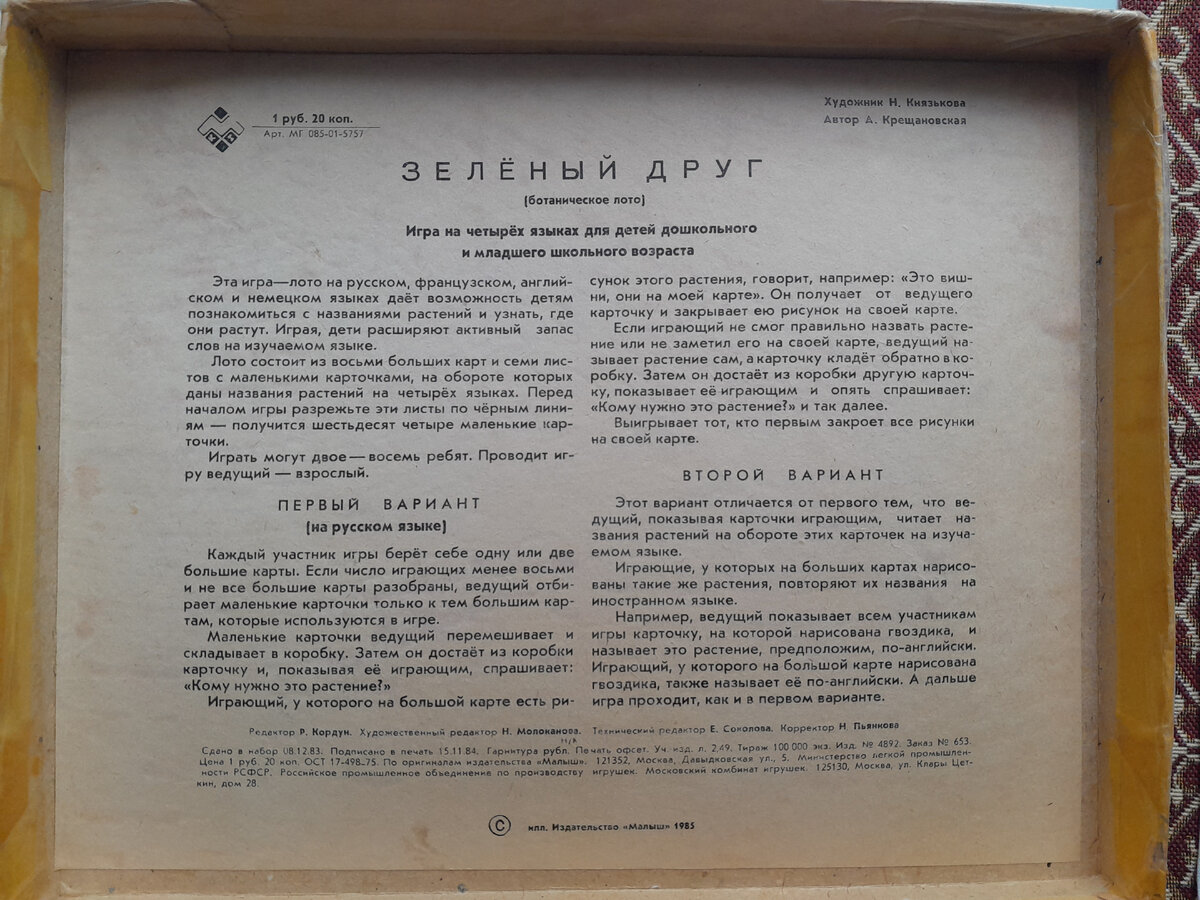 1 руб. 20 коп.
Арт. МГ 085-01-5757
Художник Н. Князькова
Автор А. Крещановская
ЗЕЛЁНЫЙ ДРУГ
(ботаническое лото)
Игра на четырёх языках для детей дошкольного
и младшего школьного возраста
Эта игра—лото на русском, французском, англий-
ском и немецком языках даёт возможность детям
познакомиться с названиями растений и узнать, где
они растут. Играя, дети расширяют активный запас
слов на изучаемом языке.
Лото состоит из восьми больших карт и семи лис-
тов с маленькими карточками, на обороте которых
даны названия растений на четырёх языках. Перед
началом игры разрежьте эти листы по чёрным лини-
ям — получится шестьдесят четыре маленькие кар-
точки.
Играть могут двое—восемь ребят. Проводит иг-
ру ведущий — взрослый.
ПЕРВЫЙ ВАРИАНТ
(на русском языке)
Каждый участник игры берёт себе одну или две
большие карты. Если число играющих менее восьми
и не все большие карты разобраны, ведущий отби-
рает маленькие карточки только к тем большим кар-
там, которые используются в игре.
Маленькие карточки ведущий перемешивает и
складывает в коробку. Затем он достаёт из коробки
карточку и, показывая её играющим, спрашивает:
«Кому нужно это растение?»
Играющий, у которого на большой карте есть ри-
сунок этого растения, говорит, например: «Это виш-
ни, они на моей карте». Он получает от ведущего
карточку и закрывает ею рисунок на своей карте.
Если играющий не смог правильно назвать расте-
ние или не заметил его на своей карте, ведущий на-
зывает растение сам, а карточку кладёт обратно в ко-
робку. Затем он достаёт из коробки другую карточ-
ку, показывает её играющим и опять спрашивает:
«Кому нужно это растение?» и так далее.
Выигрывает тот, кто первым закроет все рисунки
на своей карте.
ВТОРОЙ ВАРИАНТ
Этот вариант отличается от первого тем, что ве-
дущий, показывая карточки играющим, читает на-
звания растений на обороте этих карточек на изуча-
емом языке.
Играющие, у которых на больших картах нарисо-
ваны такие же растения, повторяют их названия на
иностранном языке.
Например, ведущий показывает всем участникам
игры карточку, на которой нарисована гвоздика, и
называет это растение, предположим, по-английски.
Играющий, у которого на большой карте нарисована
гвоздика, также называет её по-английски. А дальше
игра проходит, как и в первом варианте.
Редактор Р. Кордун. Художественный редактор Н. Молоканова. Технический редактор Е. Соколова. Корректор Н. Пьянкова
н/к
Сдано в набор 08.12.83. Подписано в печать 15.11.84. Гарнитура рубл. Печать офсет. Уч. изд. л. 2,49. Тираж 100 000 экз. Изд. № 4892. Заказ № 653.
Цена 1 руб. 20 коп. ОСТ 17-498-75. По оригиналам издательства «Малыш». 121352, Москва, Давыдковская ул., 5. Министерство легкой промышлен-
ности РСФСР. Российское промышленное объединение по производству игрушек. Московский комбинат игрушек. 125130, Москва, ул. Клары Цет-
кин, дом 28.
© илл. Издательство «Малыш» 1985